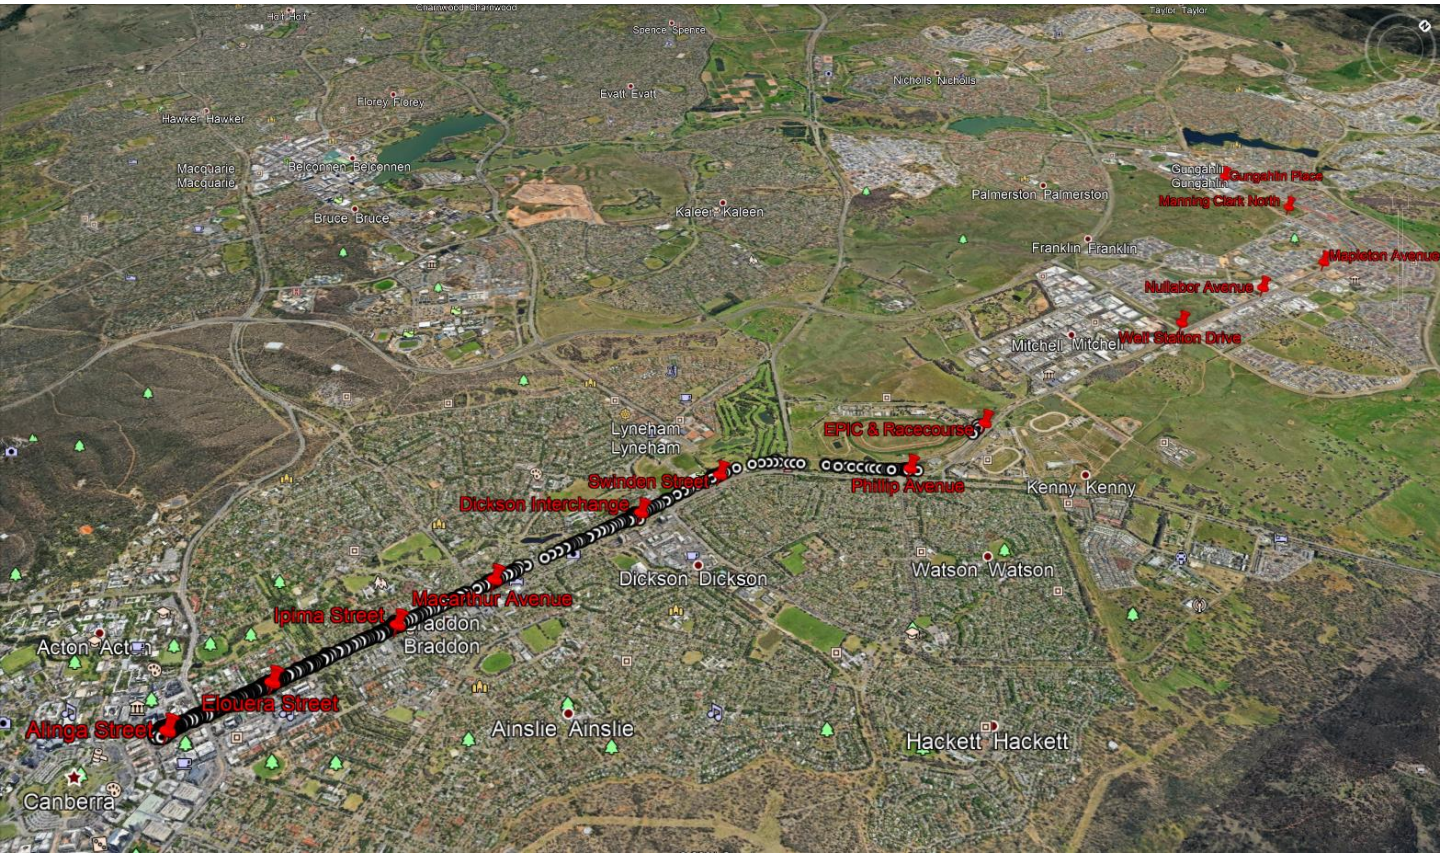 Holt Holt
Charnwood Charnwood
Taylor Taylor
Spence Spence
Nicholls Nicholls
Evatt Evatt
Florey Florey
Hawker Hawker
Macquarie
Macquarie
Belconnen Belconnen
Gungahlin
Gungahlin
Gungahlin Place
Palmerston Palmerston
Manning Clark North
Bruce Bruce
Kaleen Kaleen
Franklin Franklin
Mapleton Avenue
Nullabor Avenue
Well Station Drive
Mitchell Mitchell
EPIC & Racecourse
Lyneham
Lyneham
Swinden Street
Phillip Avenue
Kenny Kenny
Dickson Interchange
Dickson Dickson
Watson Watson
Macarthur Avenue
Ipima Street
Braddon
Braddon
Acton Acton
Elouera Street
Alinga Street
Ainslie Ainslie
Hackett Hackett
Canberra